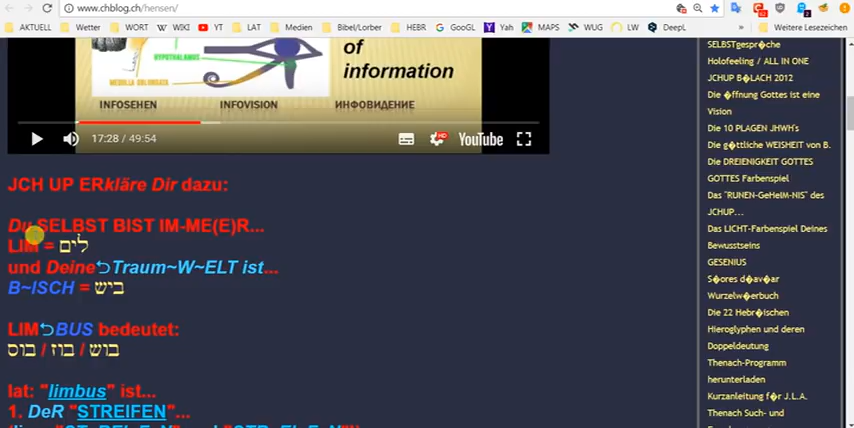 www.chblog.ch/hensen/
AKTUELL Wetter WORT WIKI YT LAT Medien Bibel/Lorber HEBR GooGL Yah MAPS WUG LW DeepL Weitere Lesezeichen
HYPOTHALAMUS
MEDULLA OBLONGATA
of
information
INFOSEHEN INFOVISION ИНФОВИДЕНИЕ
17:28 / 49:54 HD YouTube
JCH UP ERkläre Dir dazu:
Du SELBST BIST IM-ME(E)R...
LIM = לים
und Deine Traum~W~ELT ist...
B~ISCH = ביש
LIM BUS bedeutet:
בוס / בוז / בוש
lat: "limbus" ist...
1. DeR "STREIFEN"...
SELBSTgespr�che
Holofeeling / ALL IN ONE
JCHUP B�LACH 2012
Die �ffnung Gottes ist eine
Vision
Die 10 PLAGEN JHWH's
Die g�ttliche WEISHEIT von B.
Die DREIENIGKEIT GOTTES
GOTTES Farbenspiel
Das "RUNEN-GeHeIM-NIS" des
JCHUP...
Das LICHT-Farbenspiel Deines
Bewusstseins
GESENIUS
S�ores d�av�ar
Wurzelw�erbuch
Die 22 Hebr�ischen
Hieroglyphen und deren
Doppeldeutung
Thenach-Programm
herunterladen
Kurzanleitung f�r J.L.A.
Thenach Such- und